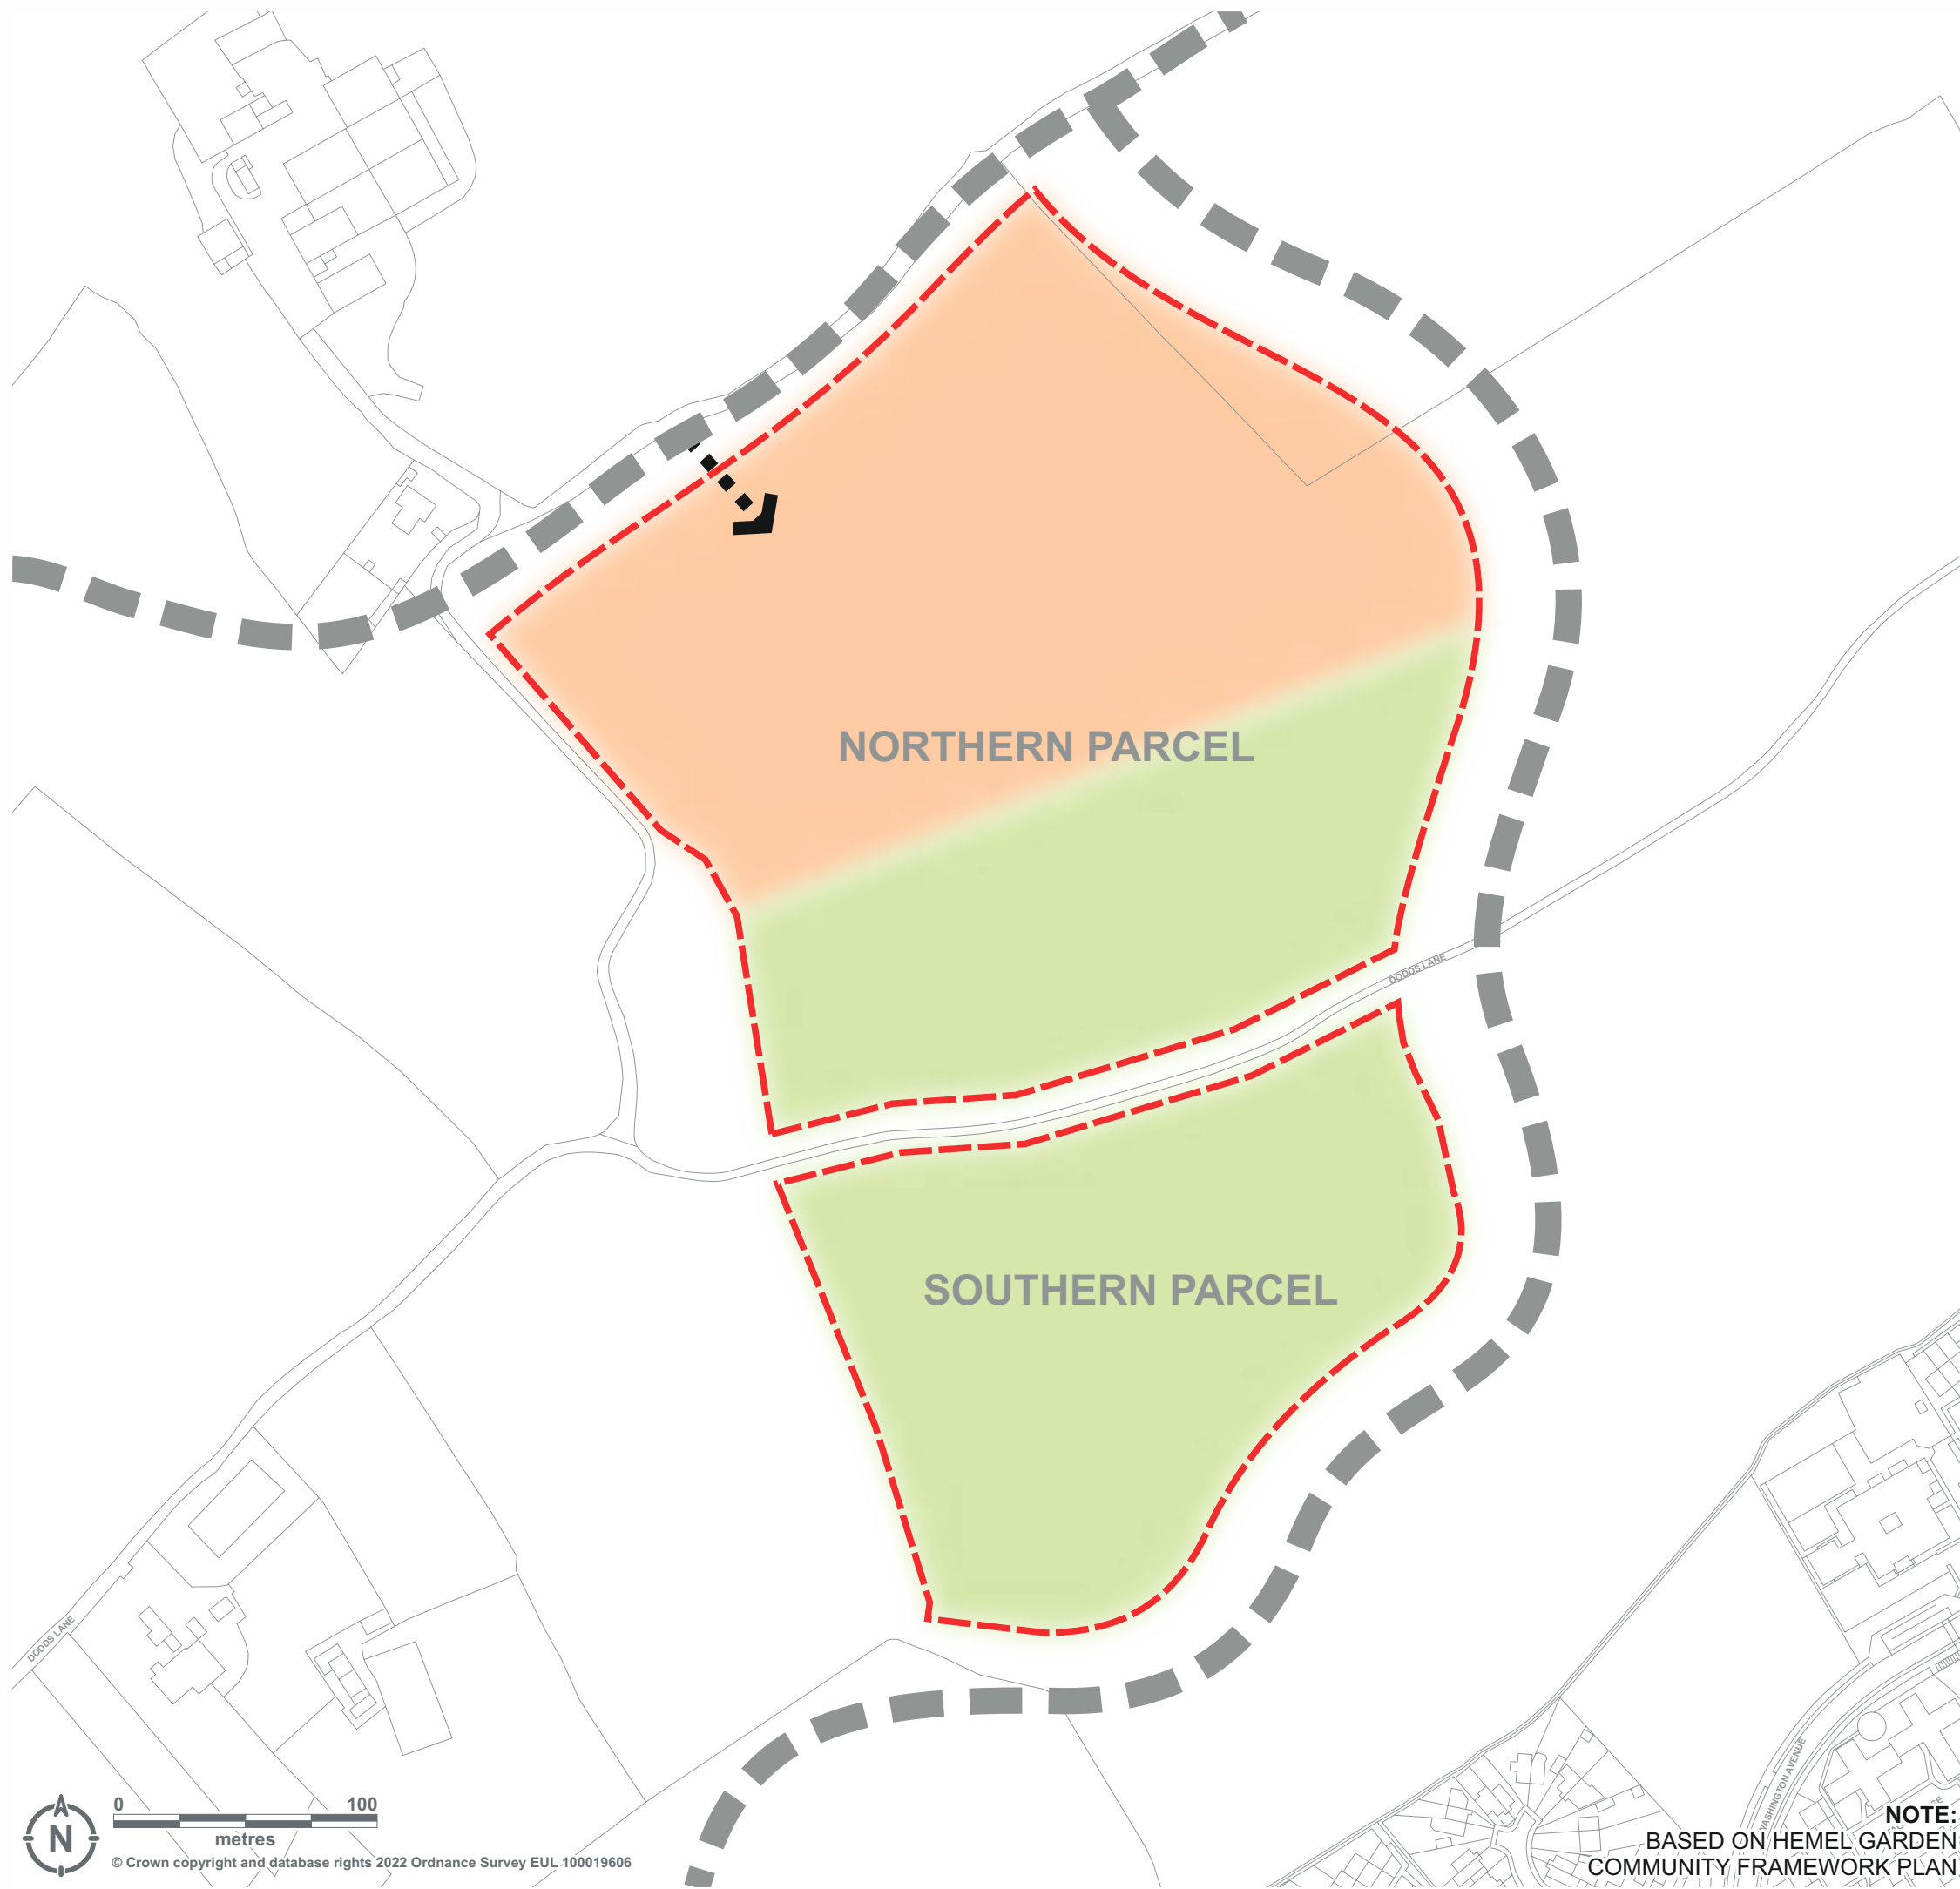 NORTHERN PARCEL
DODDS LANE
SOUTHERN PARCEL
DODDS LANE
WASHINGTON AVENUE
N
0 100
metres
© Crown copyright and database rights 2022 Ordnance Survey EUL 100019606
NOTE:
BASED ON HEMEL GARDEN
COMMUNITY FRAMEWORK PLAN